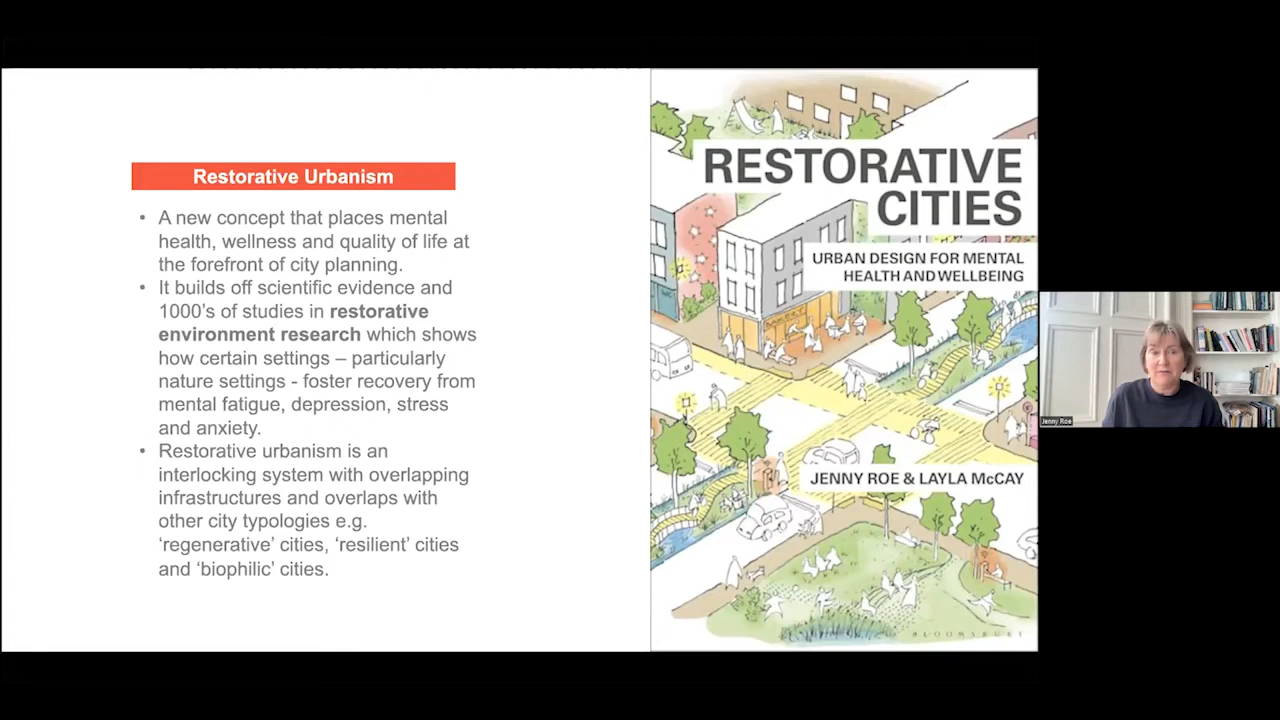 Restorative Urbanism
• A new concept that places mental
health, wellness and quality of life at
the forefront of city planning.
• It builds off scientific evidence and
1000's of studies in restorative
environment research which shows
how certain settings – particularly
nature settings - foster recovery from
mental fatigue, depression, stress
and anxiety.
• Restorative urbanism is an
interlocking system with overlapping
infrastructures and overlaps with
other city typologies e.g.
‘regenerative’ cities, ‘resilient’ cities
and ‘biophilic’ cities.
RESTORATIVE
CITIES
URBAN DESIGN FOR MENTAL
HEALTH AND WELLBEING
BAKERY
JENNY ROE & LAYLA McCAY
BLOOMSBURY
Jenny Roe